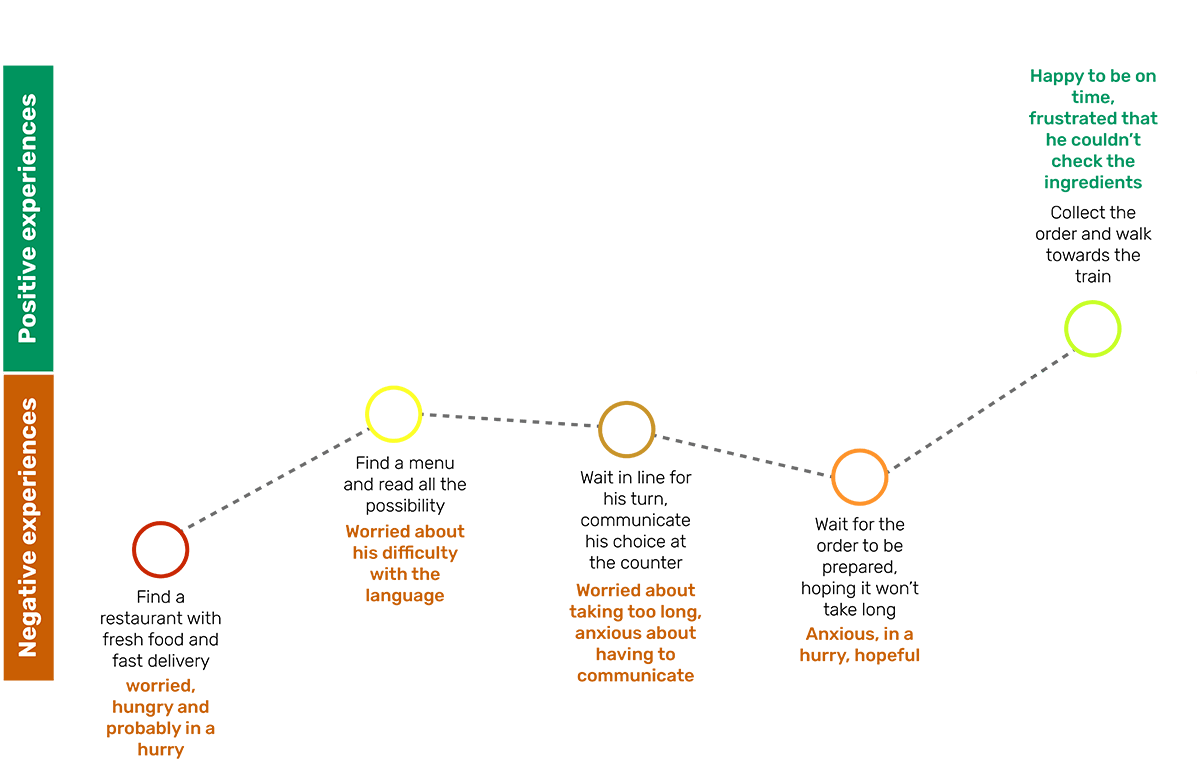 Positive experiences
Negative experiences
Find a
restaurant with
fresh food and
fast delivery
worried,
hungry and
probably in a
hurry
Find a menu
and read all the
possibility
Worried about
his difficulty
with the
language
Wait in line for
his turn,
communicate
his choice at
the counter
Worried about
taking too long,
anxious about
having to
communicate
Wait for the
order to be
prepared,
hoping it won't
take long
Anxious, in a
hurry, hopeful
Happy to be on
time,
frustrated that
he couldn't
check the
ingredients
Collect the
order and walk
towards the
train